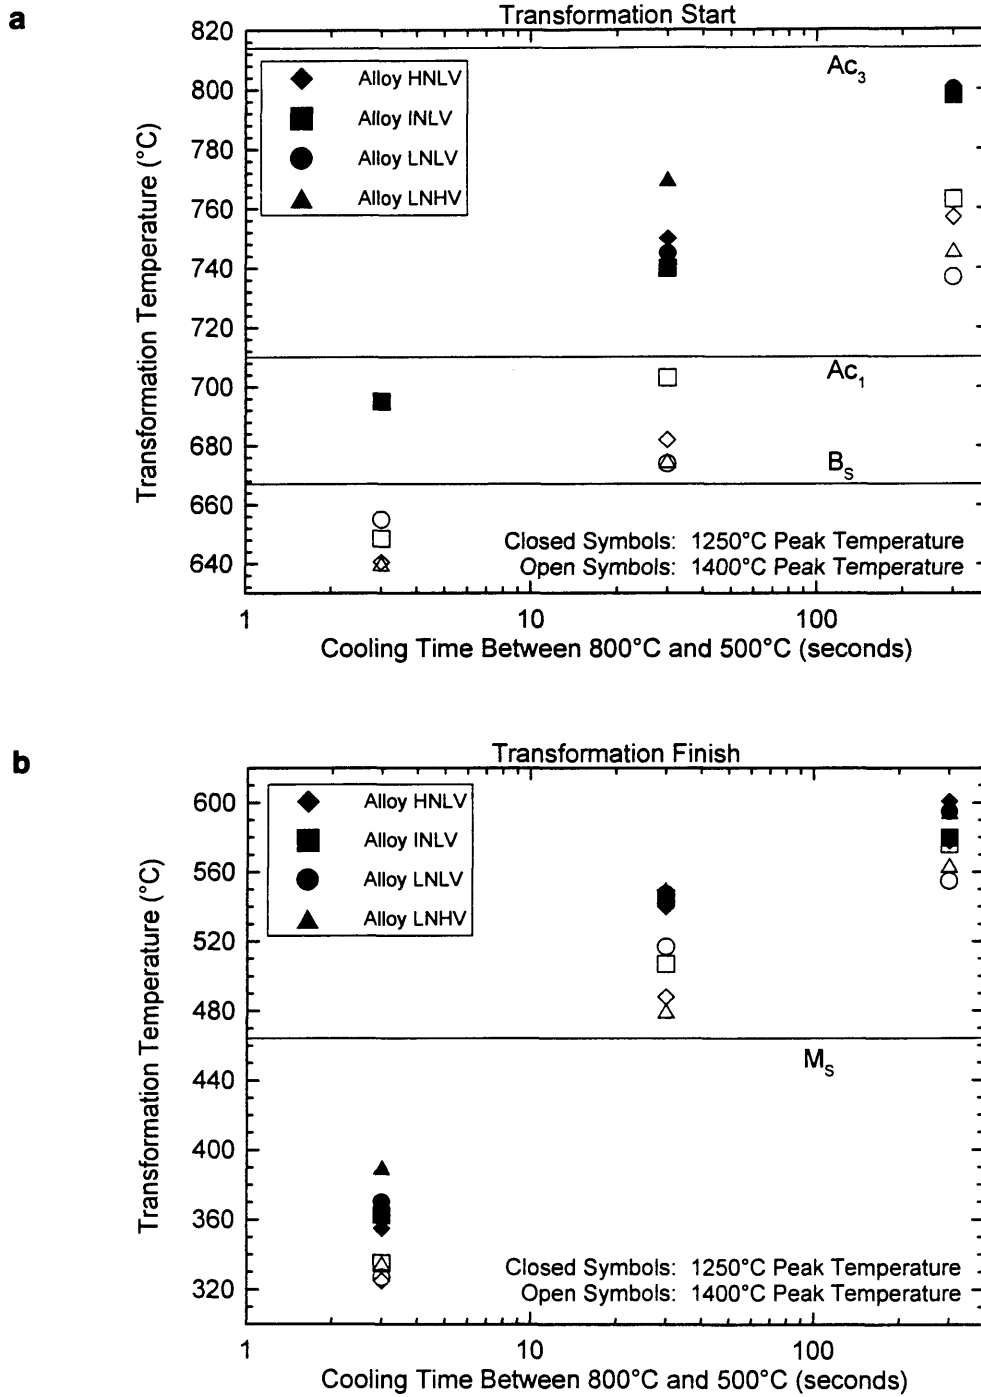 a
Transformation Start
820
800
780
760
740
720
700
680
660
640
Transformation Temperature (°C)
Alloy HNLV
Alloy INLV
Alloy LNLV
Alloy LNHV
Ac3
Ac1
BS
Closed Symbols: 1250°C Peak Temperature
Open Symbols: 1400°C Peak Temperature
1
10
100
Cooling Time Between 800°C and 500°C (seconds)
b
Transformation Finish
600
560
520
480
440
400
360
320
Transformation Temperature (°C)
Alloy HNLV
Alloy INLV
Alloy LNLV
Alloy LNHV
MS
Closed Symbols: 1250°C Peak Temperature
Open Symbols: 1400°C Peak Temperature
1
10
100
Cooling Time Between 800°C and 500°C (seconds)